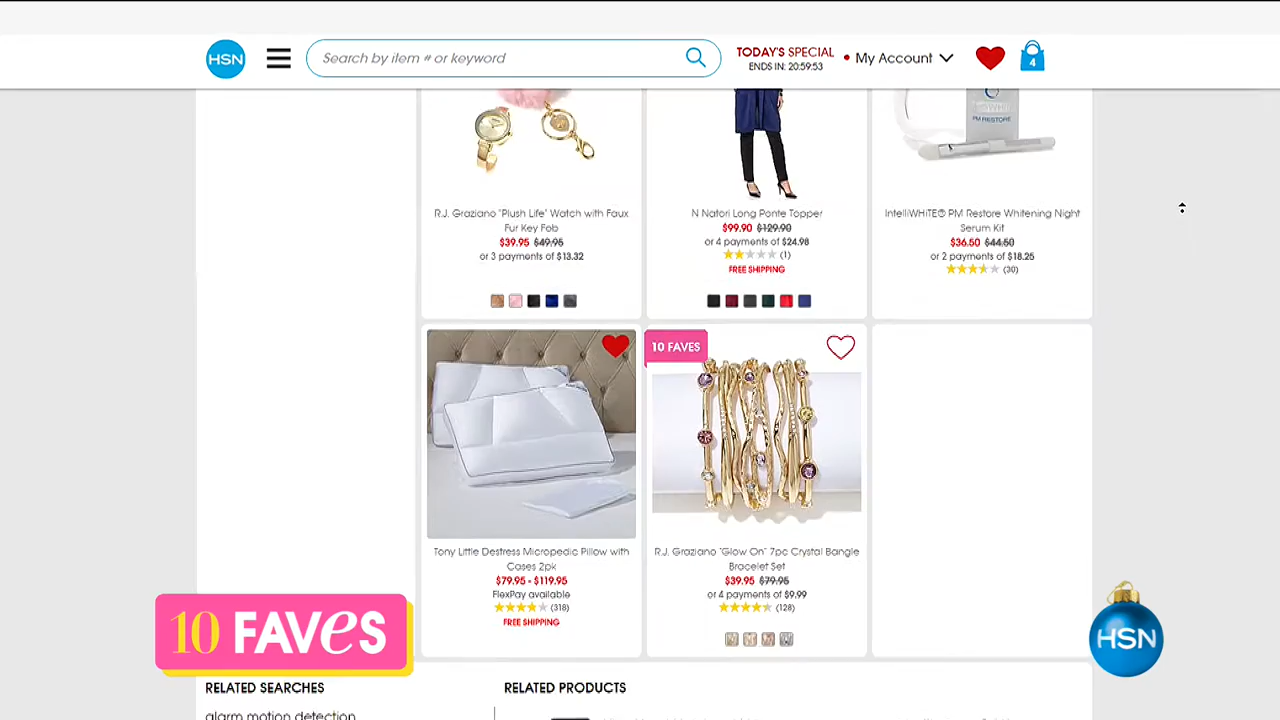 HSN
Search by item # or keyword
TODAY'S SPECIAL
ENDS IN: 20:59:53
My Account
4
PM RESTORE
R.J. Graziano "Plush Life" Watch with Faux
Fur Key Fob
$39.95 $49.95
or 3 payments of $13.32
N Natori Long Ponte Topper
$99.90 $129.90
or 4 payments of $24.98
(1)
FREE SHIPPING
IntelliWHiTE® PM Restore Whitening Night
Serum Kit
$36.50 $44.50
or 2 payments of $18.25
(30)
10 FAVES
Tony Little Destress Micropedic Pillow with
Cases 2pk
$79.95 - $119.95
FlexPay available
(318)
FREE SHIPPING
R.J. Graziano "Glow On" 7pc Crystal Bangle
Bracelet Set
$39.95 $79.95
or 4 payments of $9.99
(128)
10 FAVES
HSN
RELATED SEARCHES
RELATED PRODUCTS
alarm motion detection